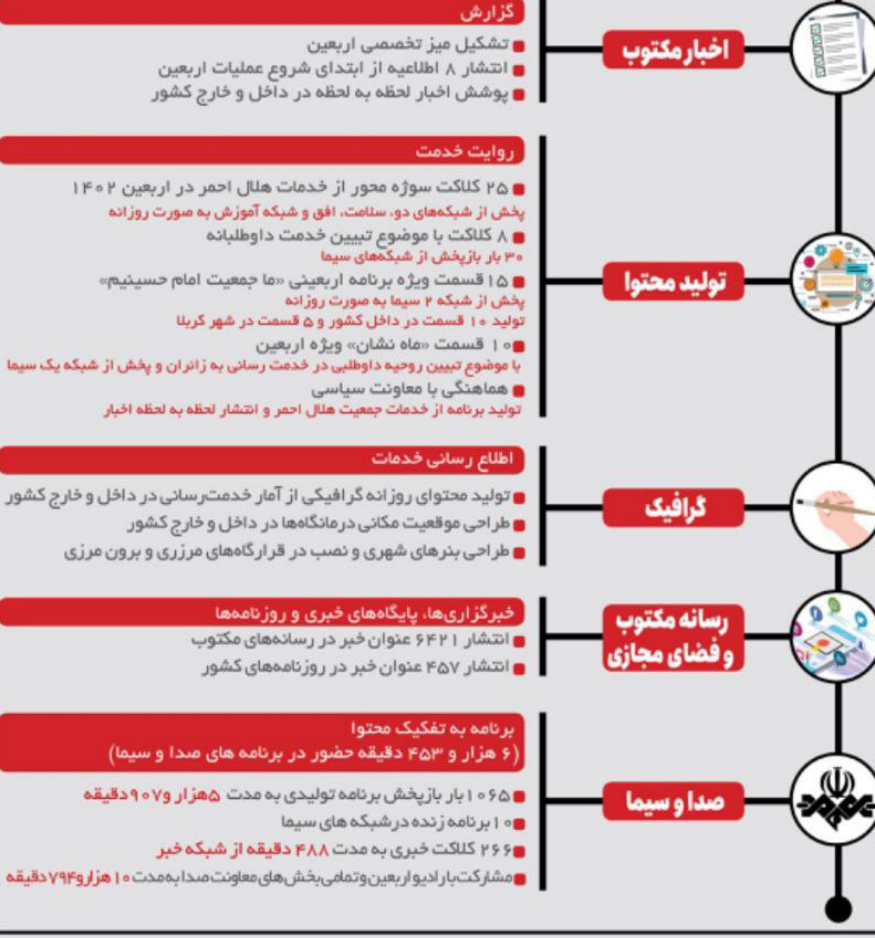 اخبار مکتوب
گزارش
تشکیل میز تخصصی اربعین
انتشار ۸ اطلاعیه از ابتدای شروع عملیات اربعین
پوشش اخبار لحظه به لحظه در داخل و خارج کشور
تولید محتوا
روایت خدمت
۲۵ کلاکت سوژه محور از خدمات هلال احمر در اربعین ۱۴۰۲
پخش از شبکه‌های دو، سلامت، افق و شبکه آموزش به صورت روزانه
۸ کلاکت با موضوع تبیین خدمت داوطلبانه
۳۰ بار بازپخش از شبکه‌های سیما
۱۵ قسمت ویژه برنامه اربعینی «ما جمعیت امام حسینیم»
پخش از شبکه ۲ سیما به صورت روزانه
تولید ۱۰ قسمت در داخل کشور و ۵ قسمت در شهر کربلا
۱۰ قسمت «ماه نشان» ویژه اربعین
با موضوع تبیین روحیه داوطلبی در خدمت رسانی به زائران و پخش از شبکه یک سیما
هماهنگی با معاونت سیاسی
تولید برنامه از خدمات جمعیت هلال احمر و انتشار لحظه به لحظه اخبار
گرافیک
اطلاع رسانی خدمات
تولید محتوای روزانه گرافیکی از آمار خدمت‌رسانی در داخل و خارج کشور
طراحی موقعیت مکانی درمانگاه‌ها در داخل و خارج کشور
طراحی بنرهای شهری و نصب در قرارگاه‌های مرزری و برون مرزی
رسانه مکتوب
و فضای مجازی
خبرگزاری‌ها، پایگاه‌های خبری و روزنامه‌ها
انتشار ۶۴۲۱ عنوان خبر در رسانه‌های مکتوب
انتشار ۴۵۷ عنوان خبر در روزنامه‌های کشور
صدا و سیما
برنامه به تفکیک محتوا
(۶ هزار و ۴۵۳ دقیقه حضور در برنامه های صدا و سیما)
۱۰۶۵ بار بازپخش برنامه تولیدی به مدت ۵هزار و۹۰۷ دقیقه
۱۰ برنامه زنده درشبکه های سیما
۲۶۶ کلاکت خبری به مدت ۴۸۸ دقیقه از شبکه خبر
مشارکت با رادیو اربعین و تمامی بخش های معاونت صدا به مدت ۱۰ هزار و ۷۹۴ دقیقه